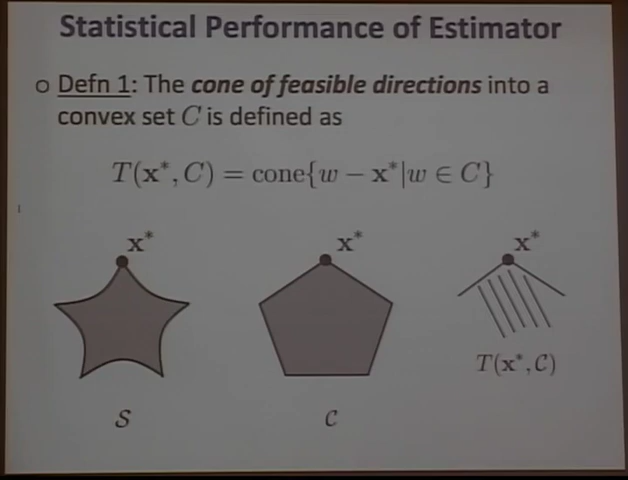 Statistical Performance of Estimator
o Defn 1: The cone of feasible directions into a
convex set C is defined as
T(x*, C) = cone{w − x*|w ∈ C}
x* x* x*
T(x*, C)
S C